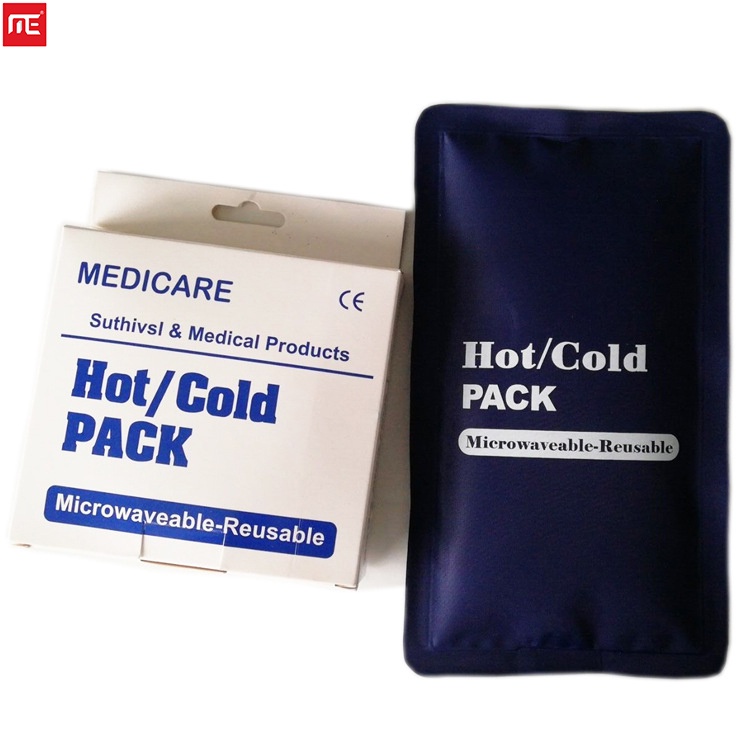 ME
MEDICARE
CE
Suthivsl & Medical Products
Hot/Cold
PACK
Microwaveable-Reusable
Hot/Cold
PACK
Microwaveable-Reusable